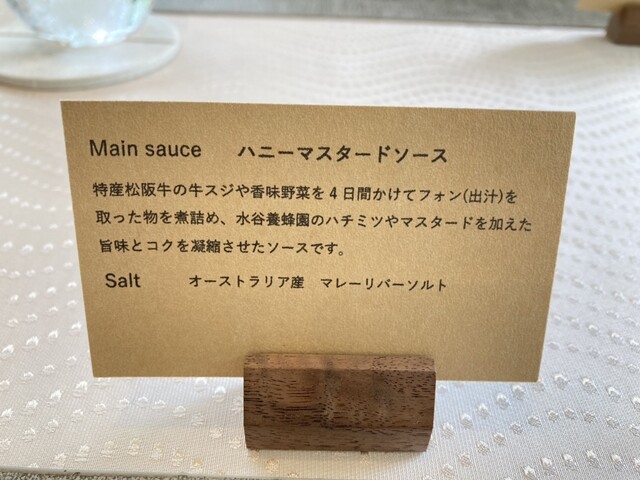 Main sauce ハニーマスタードソース
特産松阪牛の牛スジや香味野菜を4日間かけてフォン(出汁)を
取った物を煮詰め、水谷養蜂園のハチミツやマスタードを加えた
旨味とコクを凝縮させたソースです。
Salt オーストラリア産 マレーリバーソルト